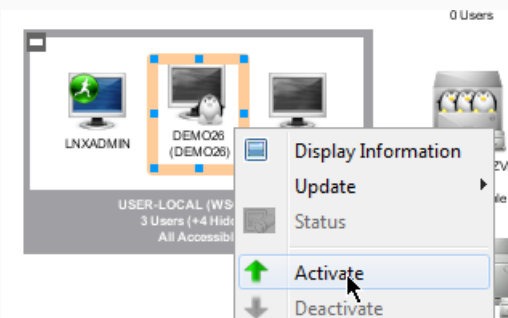 0 Users
LNXADMIN
DEMO26
(DEMO26)
USER-LOCAL (WS
3 Users (+4 Hid
All Accessibl
Display Information
Update
Status
Activate
Deactivate